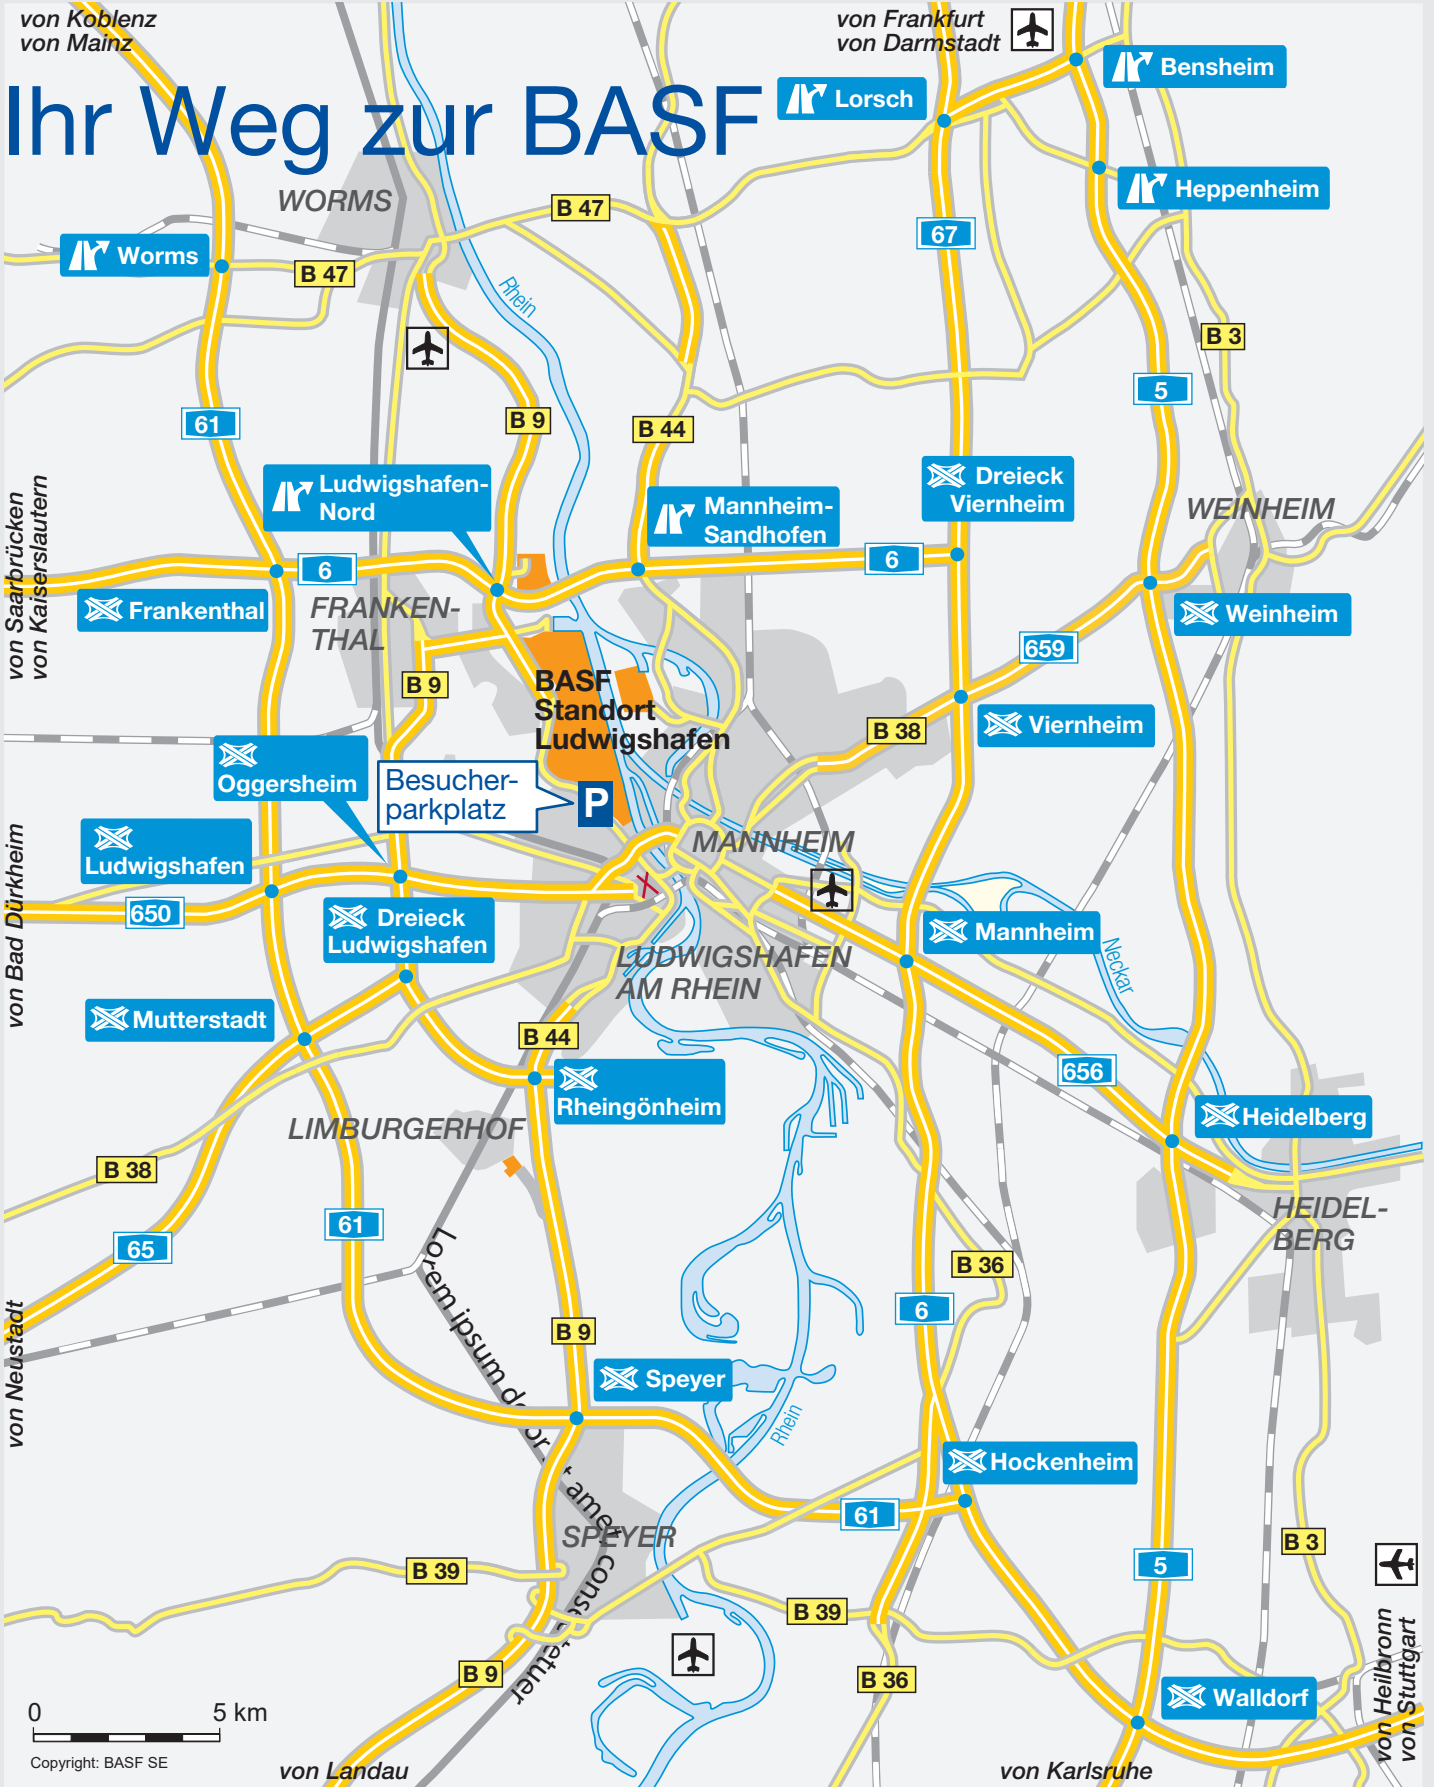 von Koblenz
von Mainz
von Frankfurt
von Darmstadt
Bensheim
Ihr Weg zur BASF
Lorsch
Heppenheim
WORMS
B 47
67
Worms
B 47
Rhein
B 3
5
61
B 9
B 44
von Saarbrücken
von Kaiserslautern
Ludwigshafen-
Nord
Mannheim-
Sandhofen
Dreieck
Viernheim
WEINHEIM
6
6
Frankenthal
FRANKEN-
THAL
Weinheim
659
B 9
BASF
Standort
Ludwigshafen
B 38
Viernheim
Oggersheim
Besucher-
parkplatz
P
von Bad Dürkheim
Ludwigshafen
MANNHEIM
650
Dreieck
Ludwigshafen
Mannheim
LUDWIGSHAFEN
AM RHEIN
Neckar
Mutterstadt
B 44
656
Rheingönheim
LIMBURGERHOF
Heidelberg
B 38
61
65
HEIDEL-
BERG
B 36
6
von Neustadt
Lorem ipsum dolor
B 9
Speyer
Rhein
Hockenheim
61
amet
SPEYER
B 39
B 3
5
B 39
B 9
B 36
von Heilbronn
von Stuttgart
Walldorf
0 5 km
Copyright: BASF SE
von Landau
von Karlsruhe